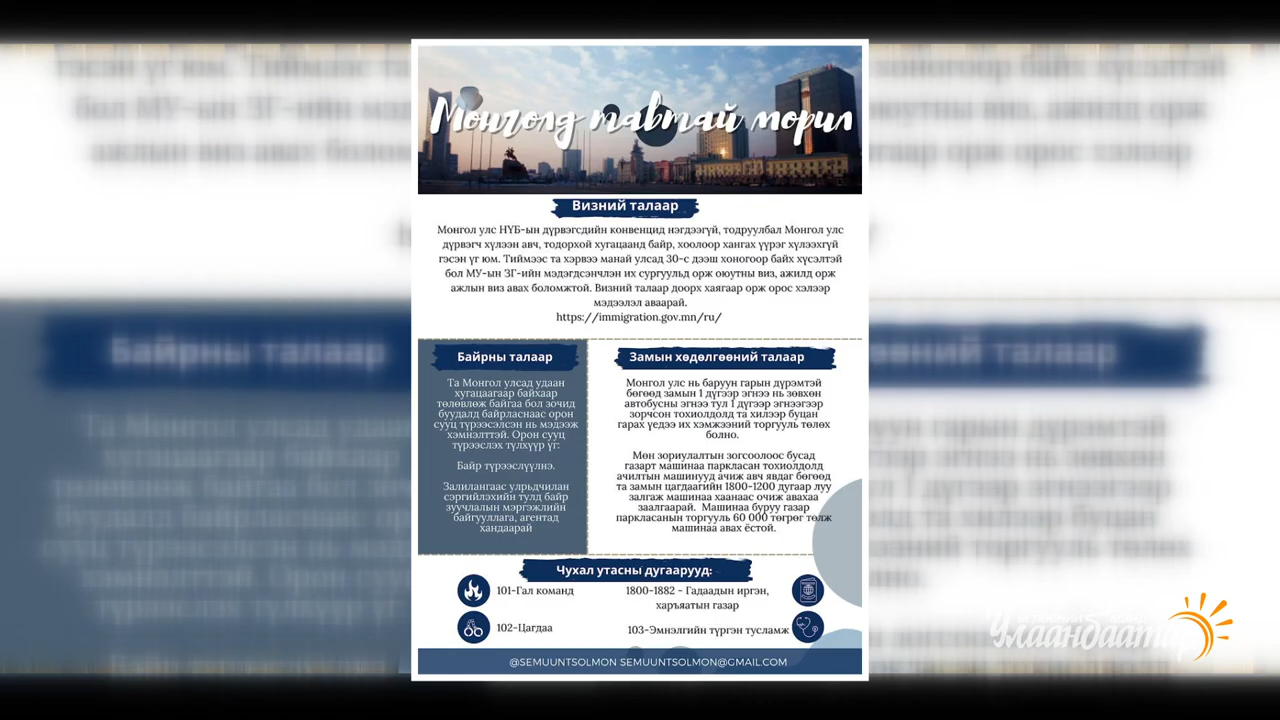 Монголд тавтай морил
Визний талаар
Монгол улс НҮБ-ын дүрвэгсдийн конвенцид нэгдээгүй, тодруулбал Монгол улс
дүрвэгч хүлээн авч, тодорхой хугацаанд байр, хоолоор хангах үүрэг хүлээхгүй
гэсэн үг юм. Тиймээс та хэрвээ манай улсад 30-с дээш хоногоор байх хүсэлтэй
бол МУ-ын ЗГ-ийн мэдэгдсэнчлэн их сургуульд орж оюутны виз, ажилд орж
ажлын виз авах боломжтой. Визний талаар доорх хаягаар орж орос хэлээр
мэдээлэл аваарай.
https://immigration.gov.mn/ru/
Байрны талаар
Та Монгол улсад удаан
хугацаагаар байхаар
төлөвлөж байгаа бол зочид
буудалд байрласнаас орон
сууц түрээсэлсэн нь мэдээж
хэмнэлттэй. Орон сууц
түрээслэх түлхүүр үг:
Байр түрээслүүлнэ.
Залилангаас урьдчилан
сэргийлэхийн тулд байр
зуучлалын мэргэжлийн
байгууллага, агентад
хандаарай
Замын хөдөлгөөний талаар
Монгол улс нь баруун гарын дүрэмтэй
бөгөөд замын 1 дүгээр эгнээ нь зөвхөн
автобусны эгнээ тул 1 дүгээр эгнээгээр
зорчсон тохиолдолд та хилээр буцан
гарах үедээ их хэмжээний торгууль төлөх
болно.
Мөн зориулалтын зогсоолоос бусад
газарт машинаа паркласан тохиолдолд
ачилтын машинууд ачиж авч явдаг бөгөөд
та замын цагдаагийн 1800-1200 дугаар луу
залгаж машинаа хаанаас очиж авахаа
заалгаарай. Машинаа буруу газар
паркласанын торгууль 60 000 төгрөг төлж
машинаа авах ёстой.
Чухал утасны дугаарууд:
101-Гал команд
1800-1882 - Гадаадын иргэн,
харъяатын газар
102-Цагдаа
103-Эмнэлгийн түргэн тусламж
@SEMUUNTSOLMON SEMUUNTSOLMON@GMAIL.COM
Улаанбаатар